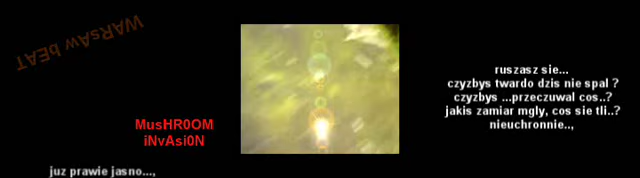 WARsaw bEAT
MusHR0OM
iNvAsi0N
juz prawie jasno...,
ruszasz sie...
czyzbys twardo dzis nie spal ?
czyzbys ...przeczuwal cos..?
jakis zamiar mgly, cos sie tli..?
nieuchronnie..,